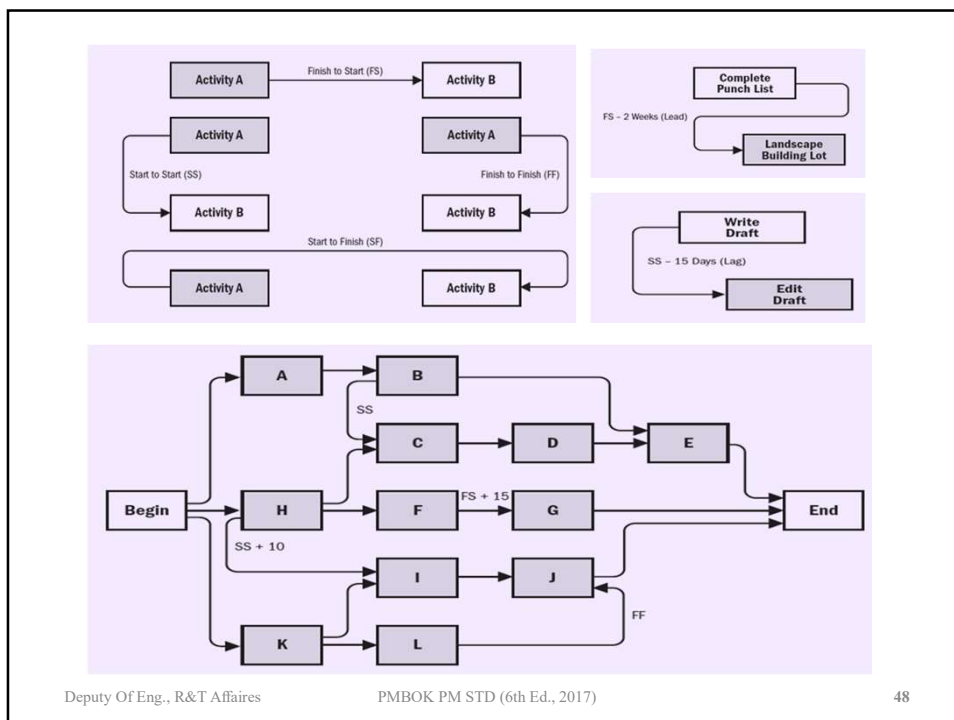 Activity A
Finish to Start (FS)
Activity B
Activity A
Activity A
Start to Start (SS)
Finish to Finish (FF)
Activity B
Activity B
Start to Finish (SF)
Activity A
Activity B
Complete
Punch List
FS – 2 Weeks (Lead)
Landscape
Building Lot
Write
Draft
SS – 15 Days (Lag)
Edit
Draft
A
B
SS
C
D
E
Begin
H
F
FS + 15
G
End
SS + 10
I
J
FF
K
L
Deputy Of Eng., R&T Affaires
PMBOK PM STD (6th Ed., 2017)
48